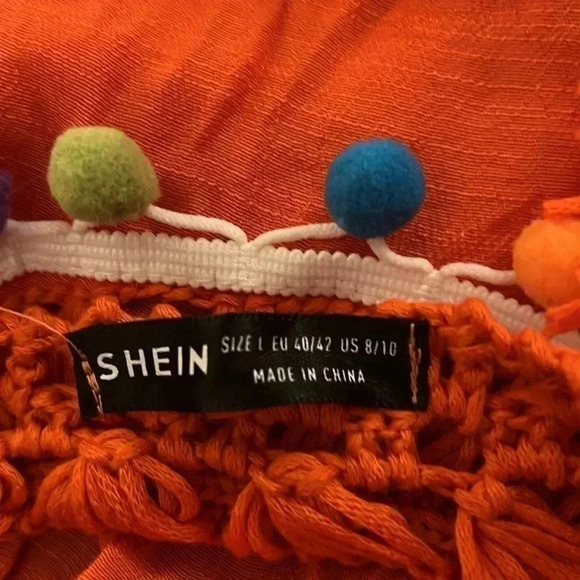 SHEIN
SIZE L EU 40/42 US 8/10
MADE IN CHINA